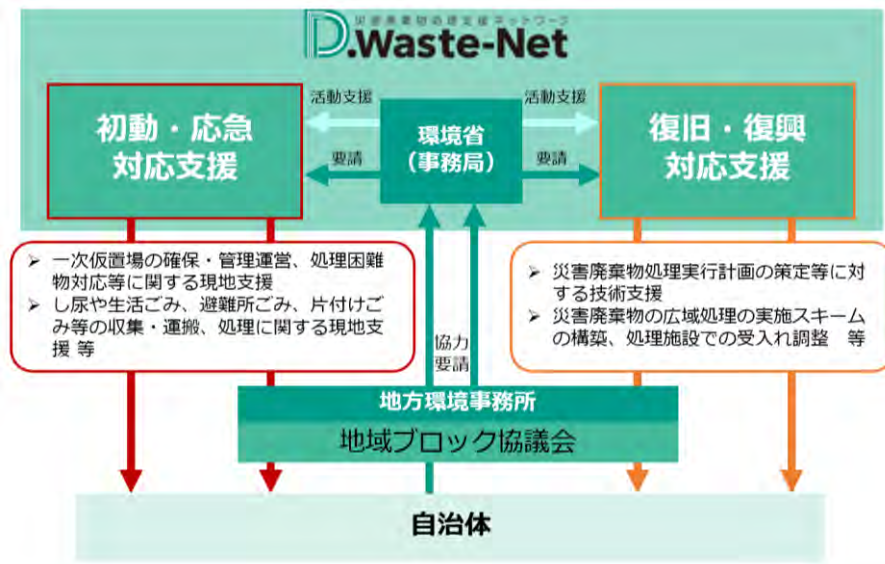 災害廃棄物処理支援ネットワーク
D.Waste-Net
初動・応急
対応支援
活動支援
要請
環境省
(事務局)
活動支援
要請
復旧・復興
対応支援
➢ 一次仮置場の確保・管理運営、処理困難
物対応等に関する現地支援
➢ し尿や生活ごみ、避難所ごみ、片付けご
み等の収集・運搬、処理に関する現地支
援 等
➢ 災害廃棄物処理実行計画の策定等に対
する技術支援
➢ 災害廃棄物の広域処理の実施スキーム
の構築、処理施設での受入れ調整 等
協力
要請
地方環境事務所
地域ブロック協議会
自治体